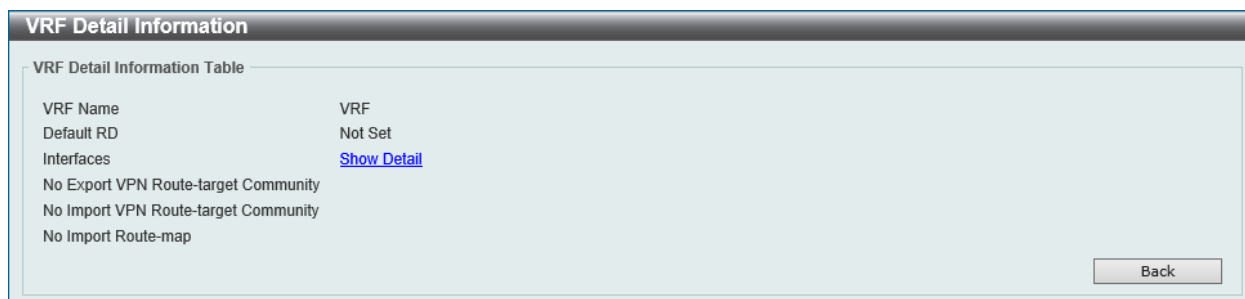 VRF Detail Information
VRF Detail Information Table
VRF Name VRF
Default RD Not Set
Interfaces Show Detail
No Export VPN Route-target Community
No Import VPN Route-target Community
No Import Route-map
Back